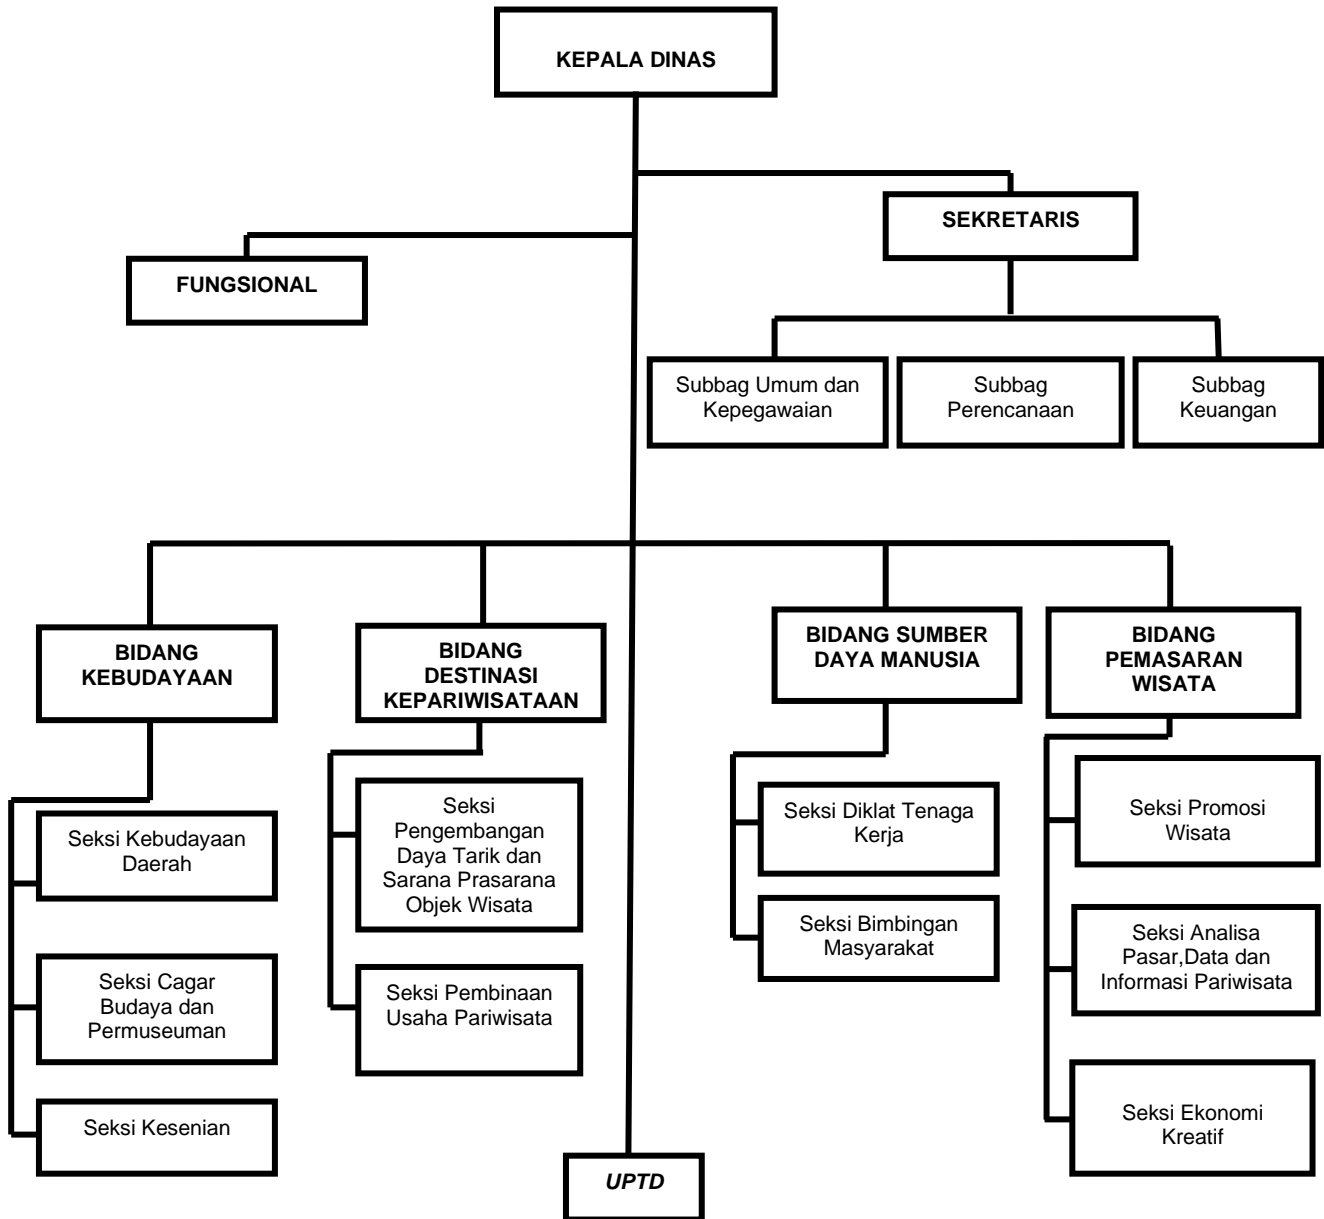 KEPALA DINAS
SEKRETARIS
FUNGSIONAL
Subbag Umum dan
Kepegawaian
Subbag
Perencanaan
Subbag
Keuangan
BIDANG
KEBUDAYAAN
BIDANG
DESTINASI
KEPARIWISATAAN
BIDANG SUMBER
DAYA MANUSIA
BIDANG
PEMASARAN
WISATA
Seksi Kebudayaan
Daerah
Seksi Cagar
Budaya dan
Permuseuman
Seksi Kesenian
Seksi
Pengembangan
Daya Tarik dan
Sarana Prasarana
Objek Wisata
Seksi Pembinaan
Usaha Pariwisata
Seksi Diklat Tenaga
Kerja
Seksi Bimbingan
Masyarakat
Seksi Promosi
Wisata
Seksi Analisa
Pasar,Data dan
Informasi Pariwisata
Seksi Ekonomi
Kreatif
UPTD